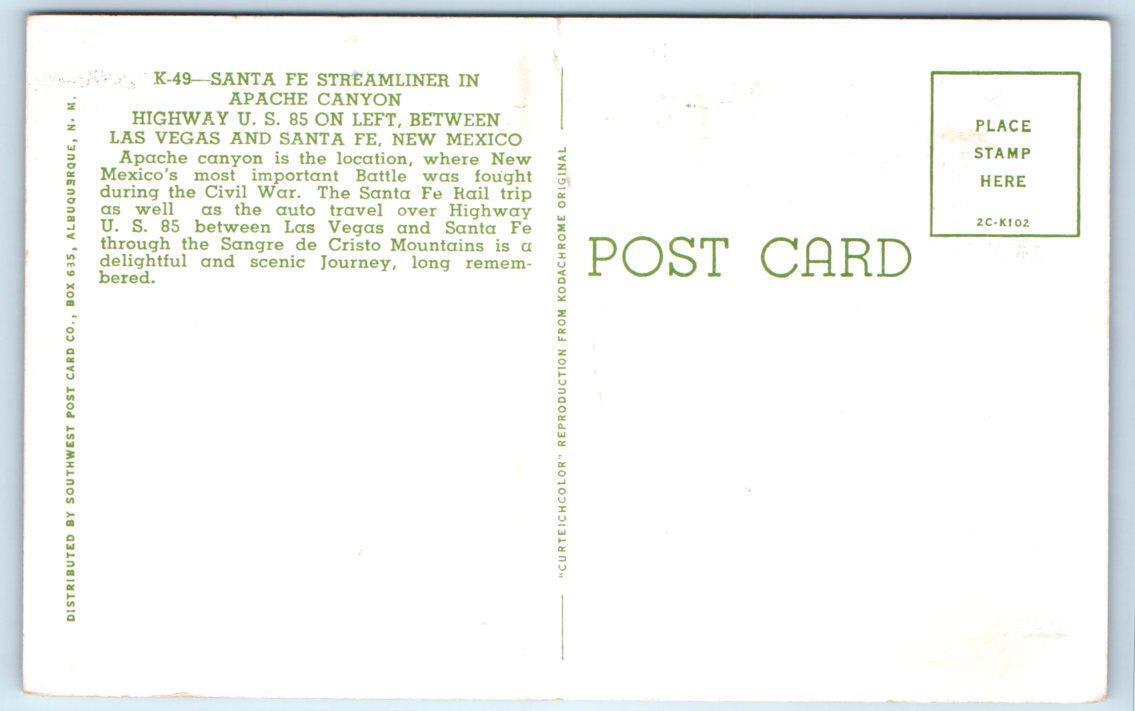 K-49—SANTA FE STREAMLINER IN
APACHE CANYON
HIGHWAY U. S. 85 ON LEFT, BETWEEN
LAS VEGAS AND SANTA FE, NEW MEXICO
Apache canyon is the location, where New
Mexico's most important Battle was fought
during the Civil War. The Santa Fe Rail trip
as well as the auto travel over Highway
U. S. 85 between Las Vegas and Santa Fe
through the Sangre de Cristo Mountains is a
delightful and scenic Journey, long remem-
bered.
DISTRIBUTED BY SOUTHWEST POST CARD CO., BOX 685, ALBUQUERQUE, N. M.
"CURTEICHCOLOR" REPRODUCTION FROM KODACHROME ORIGINAL
POST CARD
PLACE
STAMP
HERE
2C-K102